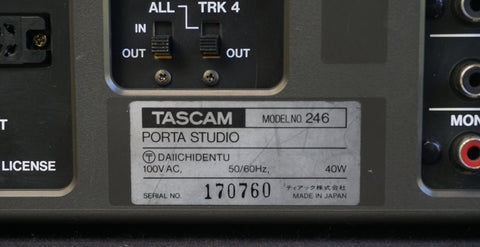 ALL TRK 4
IN
OUT OUT
TASCAM MODEL NO. 246
PORTA STUDIO
T DAIICHIDENTU
100V AC, 50/60Hz, 40W
SERIAL NO. 170760 ティアック株式会社
MADE IN JAPAN
T
LICENSE
MON